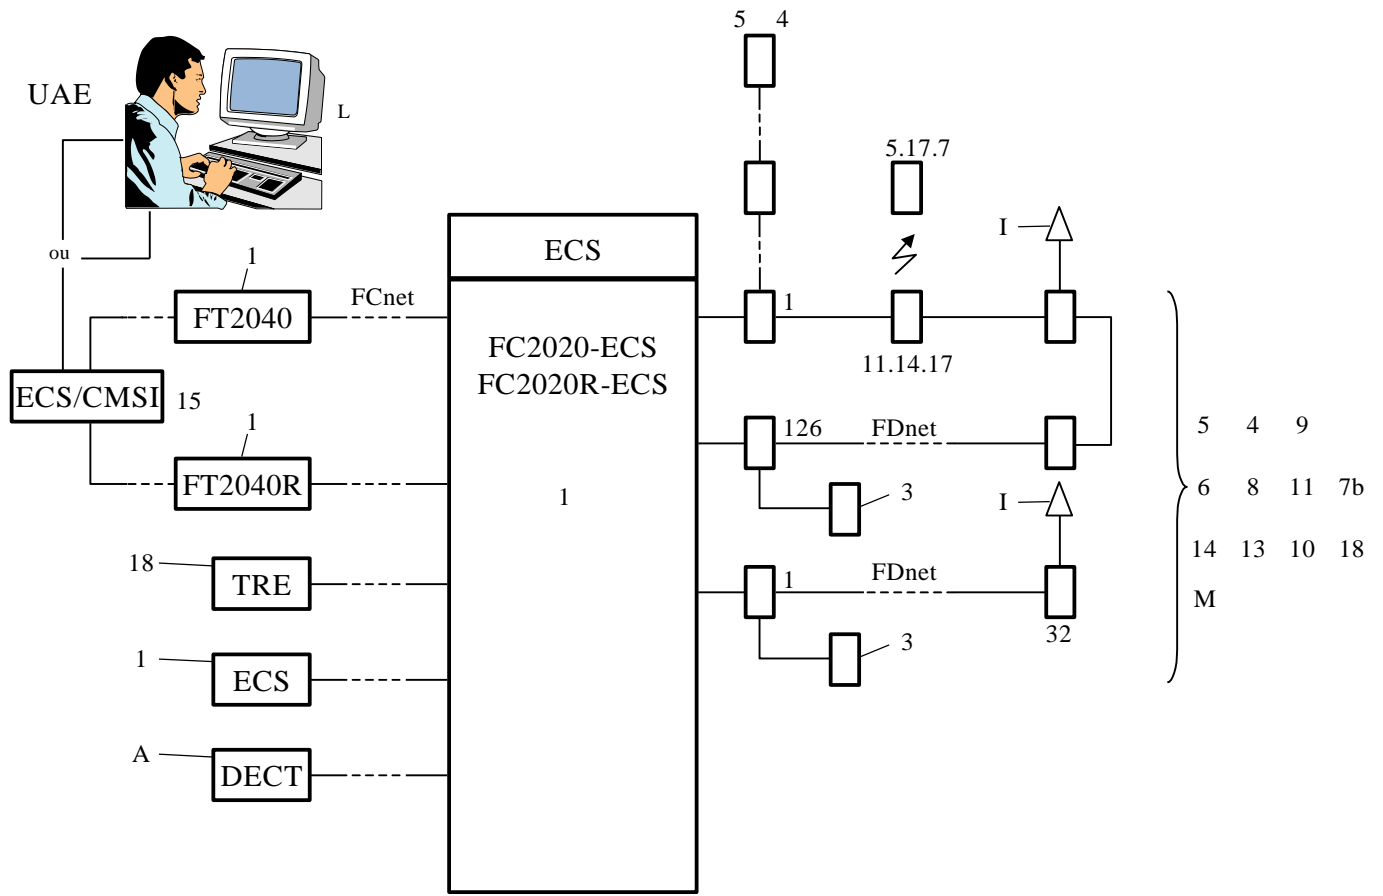 5 4
UAE
L
5.17.7
I
ou
1
ECS
FCnet
1
FT2040
FC2020-ECS
FC2020R-ECS
11.14.17
ECS/CMSI
15
1
126
FDnet
5 4 9
FT2040R
1
3
I
6 8 11 7b
18
TRE
1
FDnet
14 13 10 18
M
32
1
ECS
3
A
DECT